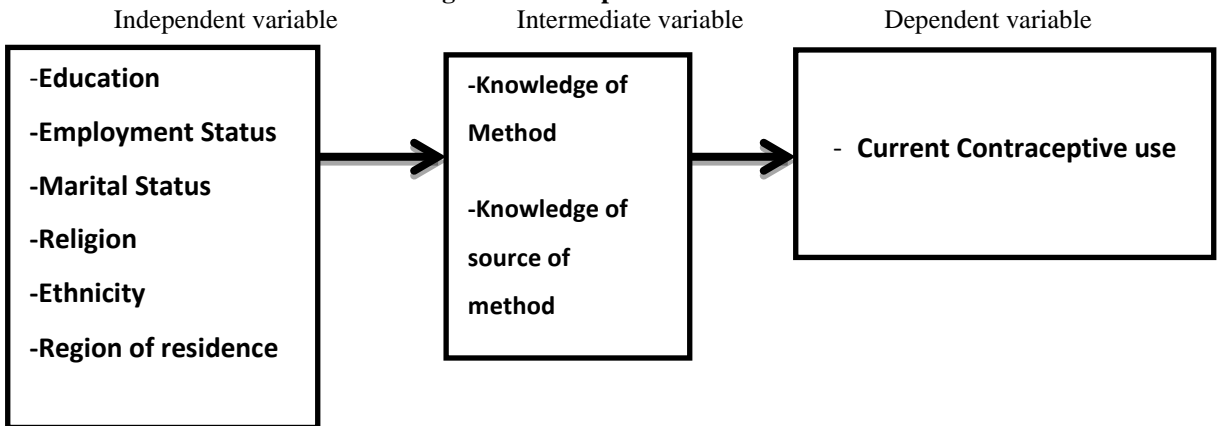 Independent variable Intermediate variable Dependent variable
-Education
-Employment Status
-Marital Status
-Religion
-Ethnicity
-Region of residence
-Knowledge of
Method
-Knowledge of
source of
method
- Current Contraceptive use